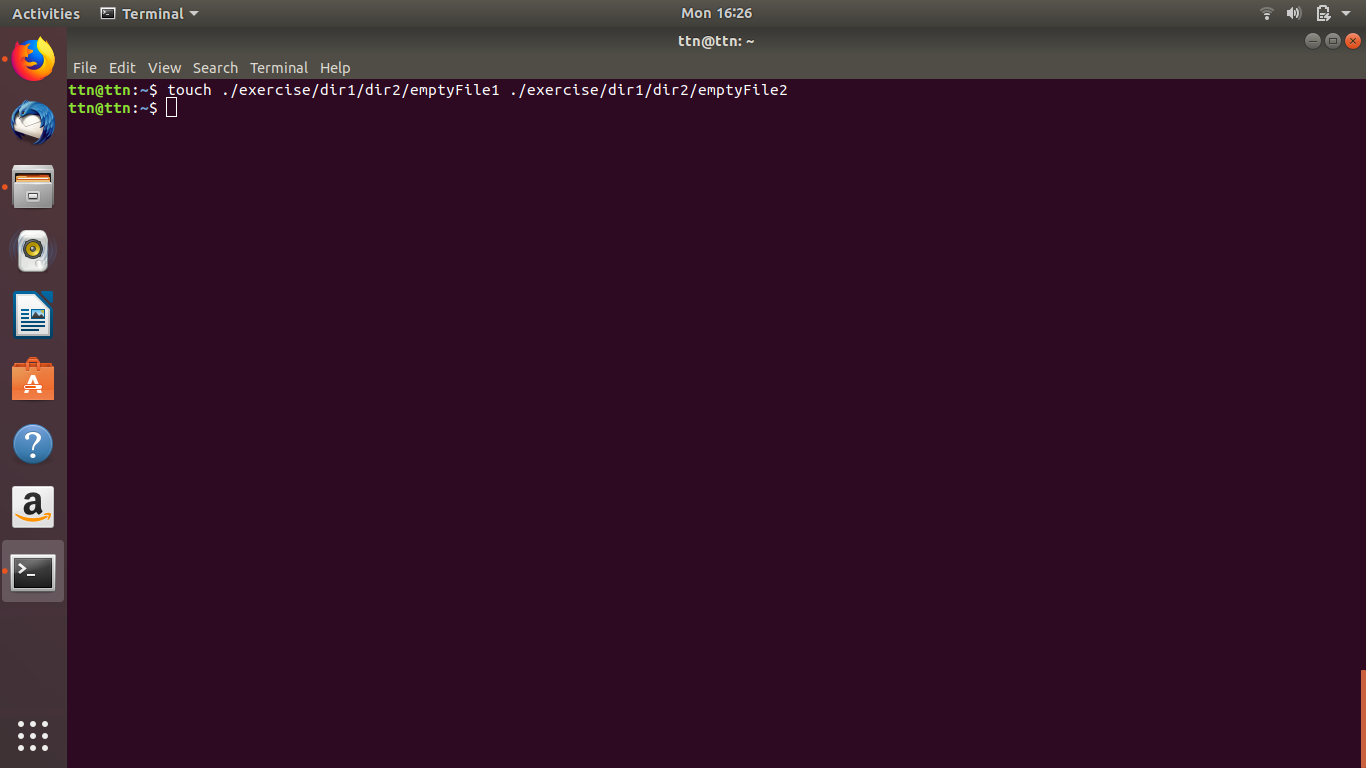 Activities Terminal Mon 16:26
ttn@ttn: ~
File Edit View Search Terminal Help
ttn@ttn:~$ touch ./exercise/dir1/dir2/emptyFile1 ./exercise/dir1/dir2/emptyFile2
ttn@ttn:~$